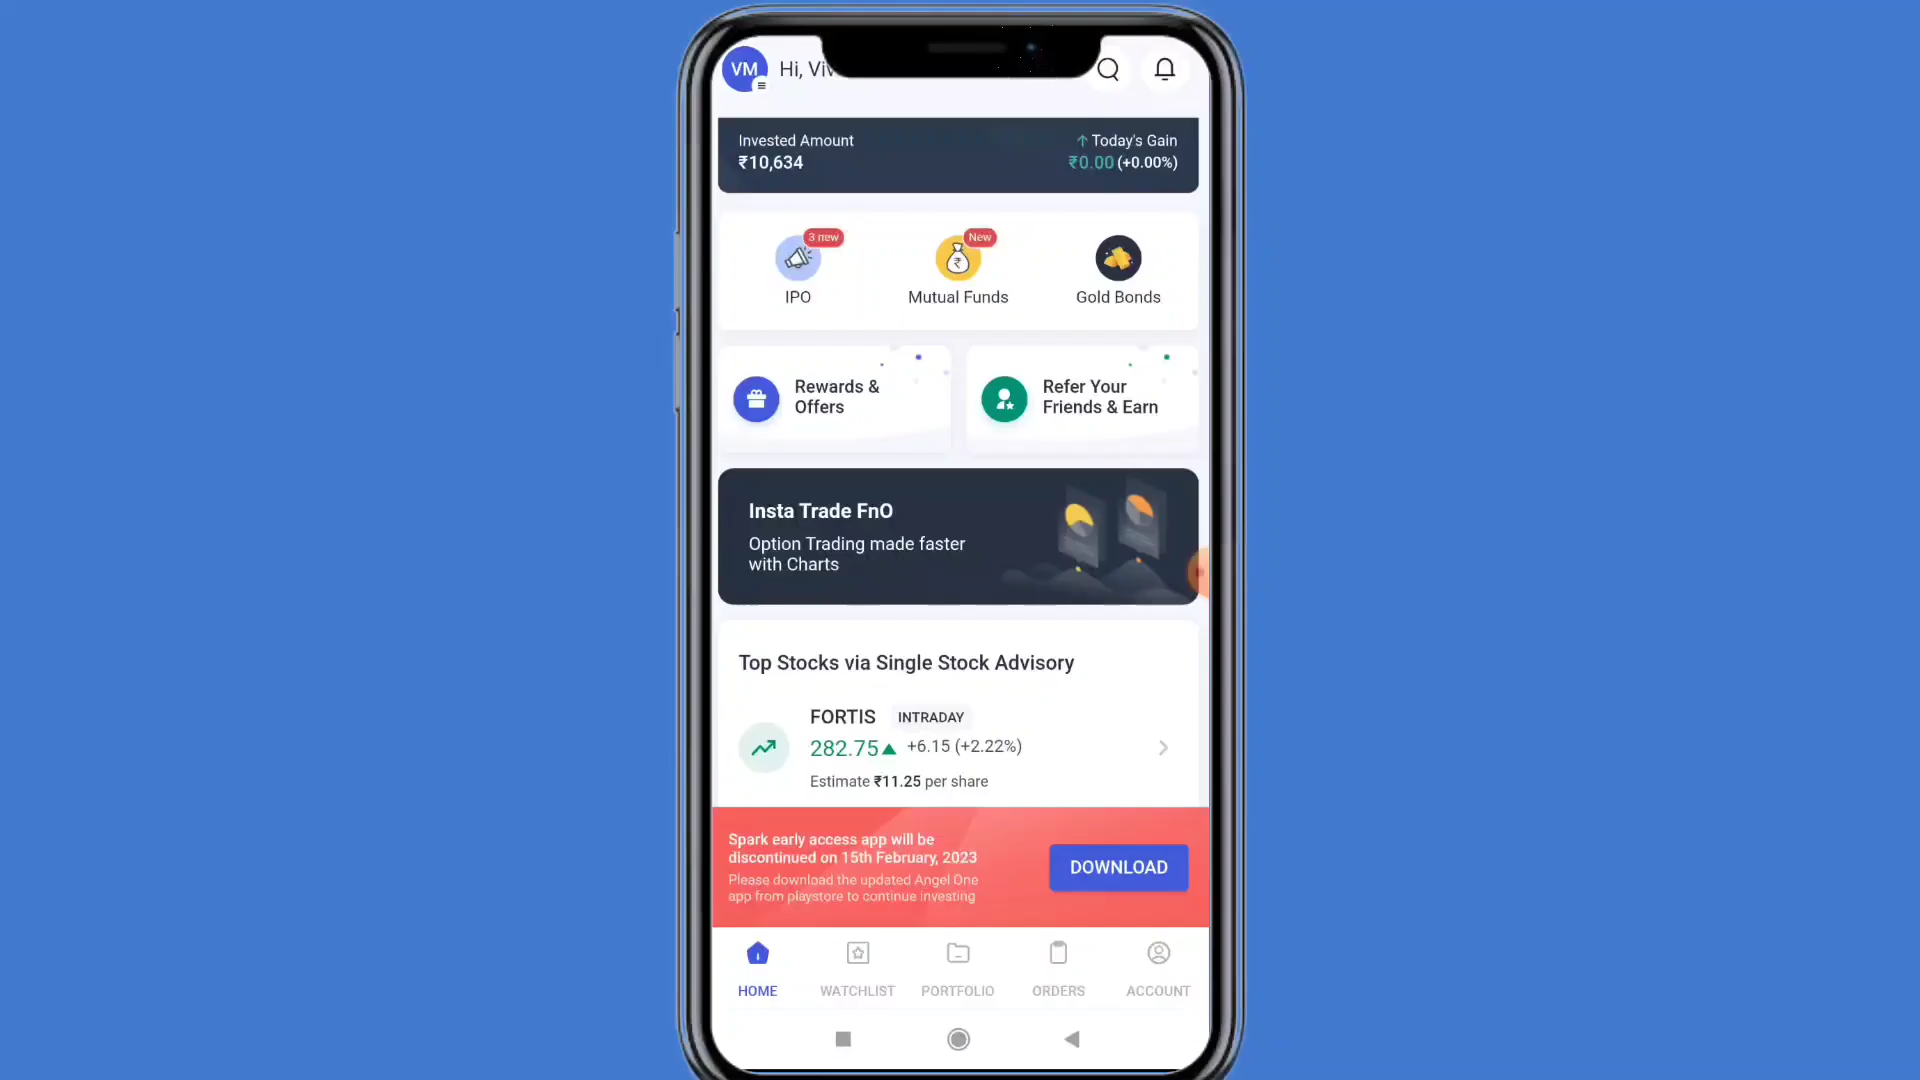 VM Hi, Viv
Invested Amount
₹10,634
Today's Gain
₹0.00 (+0.00%)
3 new
IPO
New
Mutual Funds
Gold Bonds
Rewards &
Offers
Refer Your
Friends & Earn
Insta Trade FnO
Option Trading made faster
with Charts
Top Stocks via Single Stock Advisory
FORTIS INTRADAY
282.75 +6.15 (+2.22%)
Estimate ₹11.25 per share
Spark early access app will be
discontinued on 15th February, 2023
Please download the updated Angel One
app from playstore to continue investing
DOWNLOAD
HOME WATCHLIST PORTFOLIO ORDERS ACCOUNT